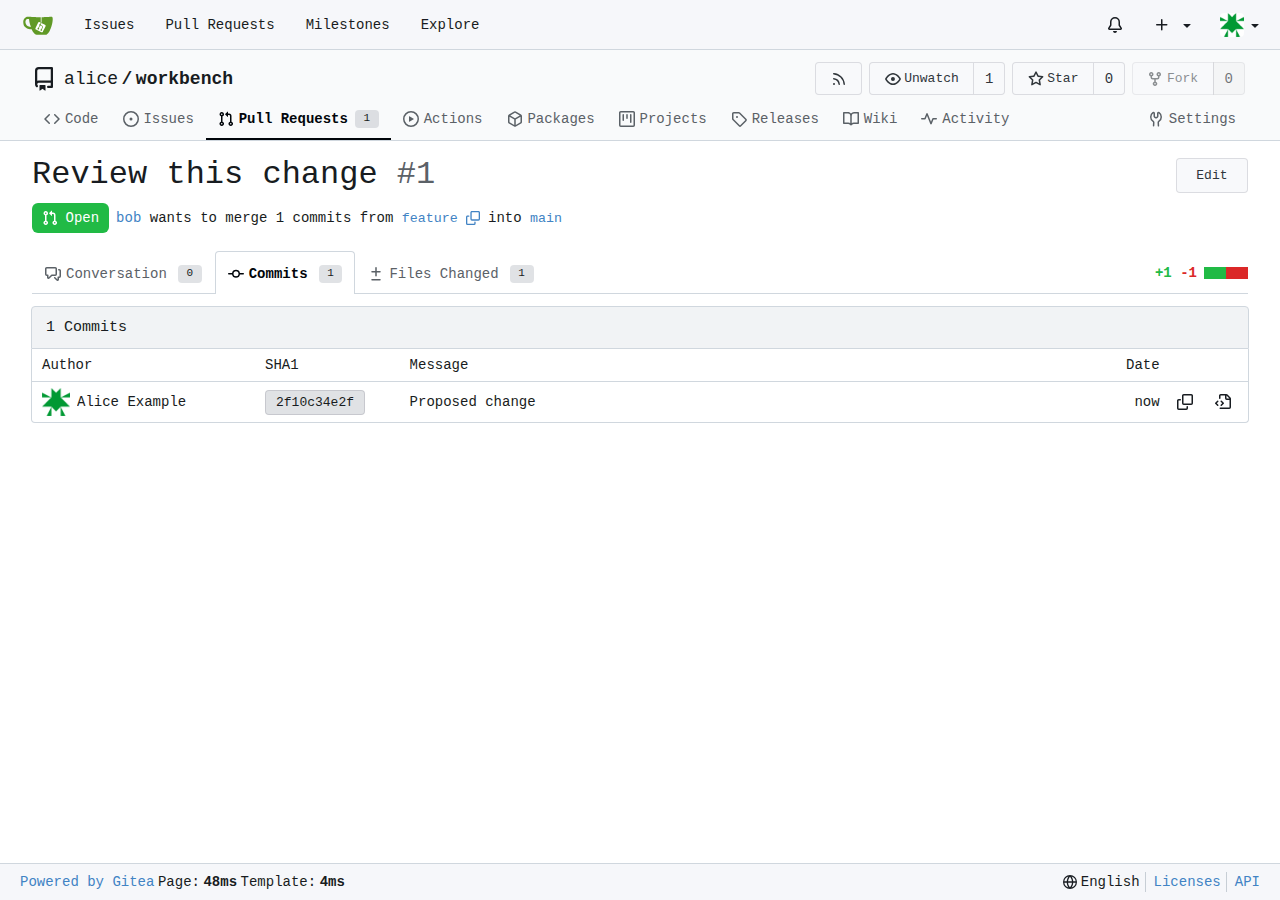 Issues Pull Requests Milestones Explore
alice/workbench Unwatch 1 Star 0 Fork 0
Code Issues Pull Requests 1 Actions Packages Projects Releases Wiki Activity Settings
Review this change #1 Edit
Open bob wants to merge 1 commits from feature into main
Conversation 0 Commits 1 Files Changed 1 +1 -1
1 Commits
Author SHA1 Message Date
Alice Example 2f10c34e2f Proposed change now
Powered by Gitea Page: 48ms Template: 4ms English Licenses API